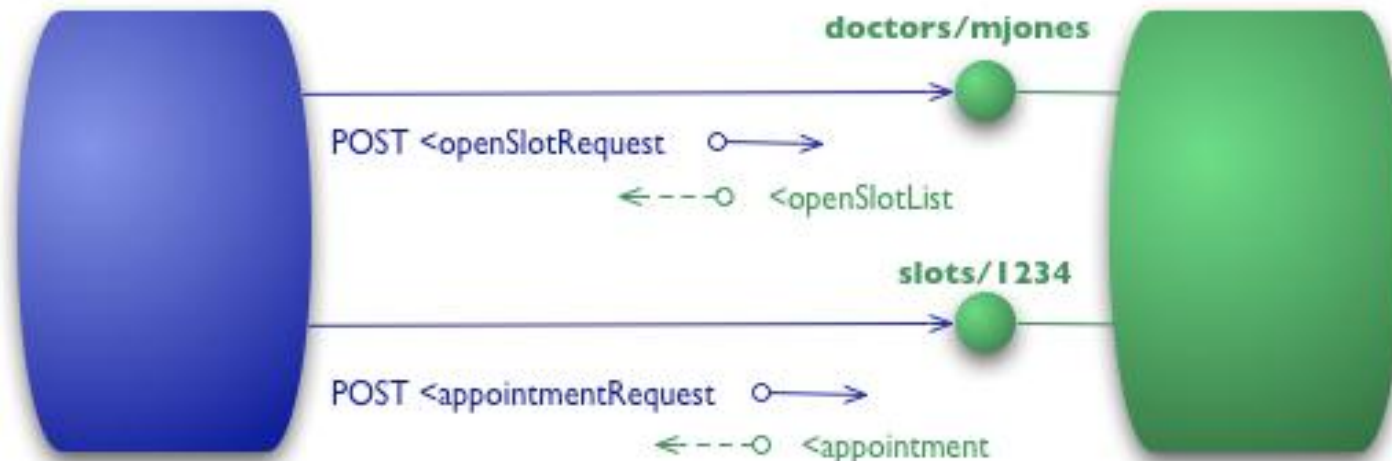 doctors/mjones
POST <openSlotRequest
<openSlotList
slots/1234
POST <appointmentRequest
<appointment